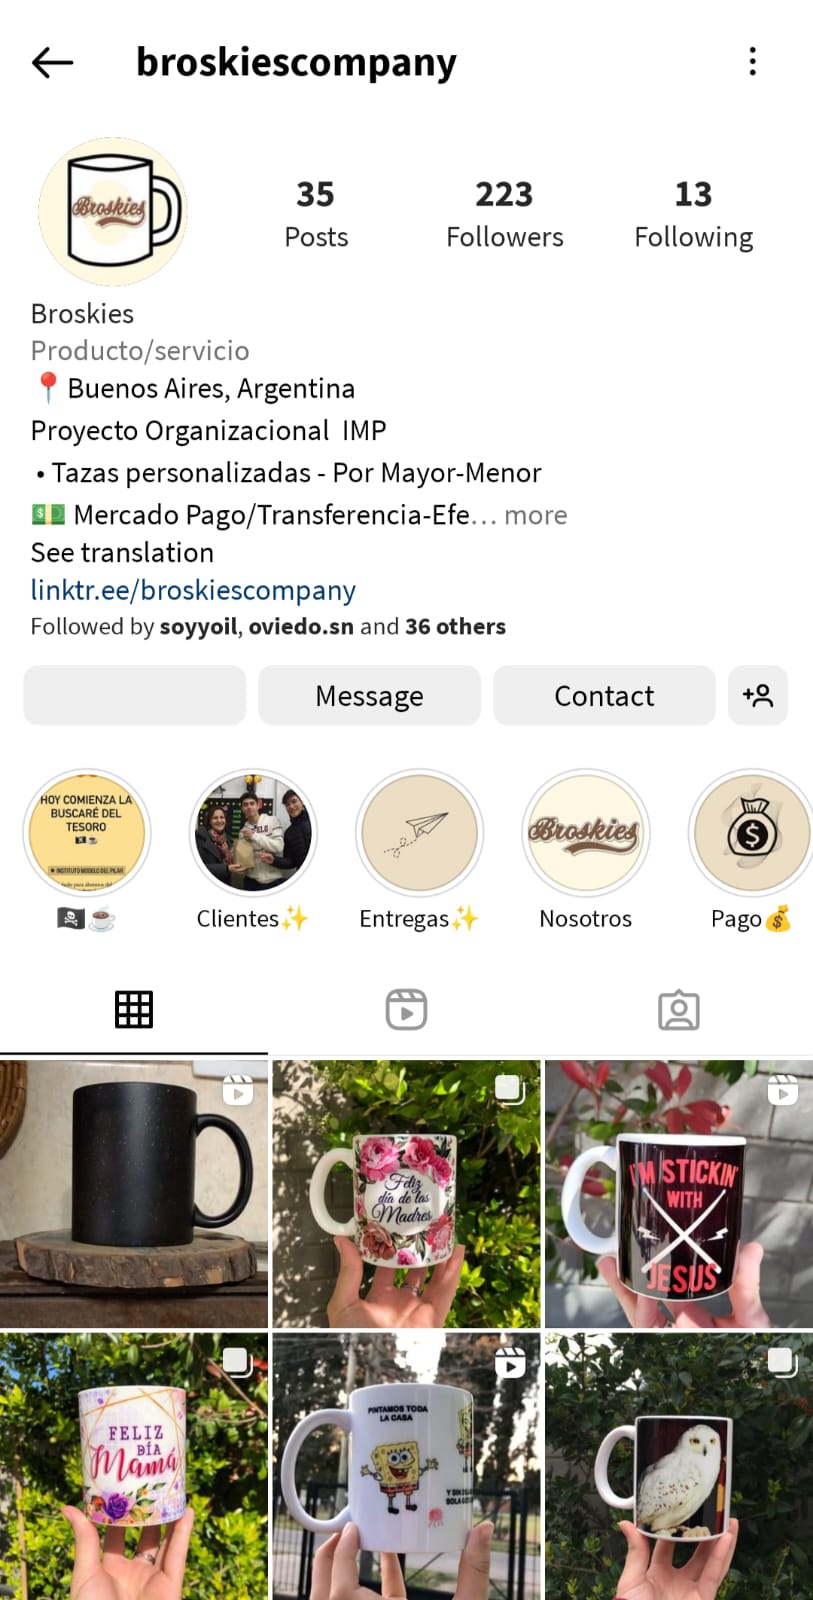 broskiescompany
Broskies
35
Posts
223
Followers
13
Following
Broskies
Producto/servicio
📍 Buenos Aires, Argentina
Proyecto Organizacional IMP
• Tazas personalizadas - Por Mayor-Menor
💵 Mercado Pago/Transferencia-Efe... more
See translation
linktr.ee/broskiescompany
Followed by soyyoil, oviedo.sn and 36 others
Message
Contact
HOY COMIENZA LA
BUSCARÉ DEL
TESORO
INSTITUTO MODELO DEL PILAR
Broskies
$
🏴‍☠️☕
Clientes✨
Entregas✨
Nosotros
Pago💰
Feliz
día de las
Madres
I'M STICKIN'
WITH
JESUS
FELIZ
DÍA
Mamá
PINTAMOS TODA
LA CASA